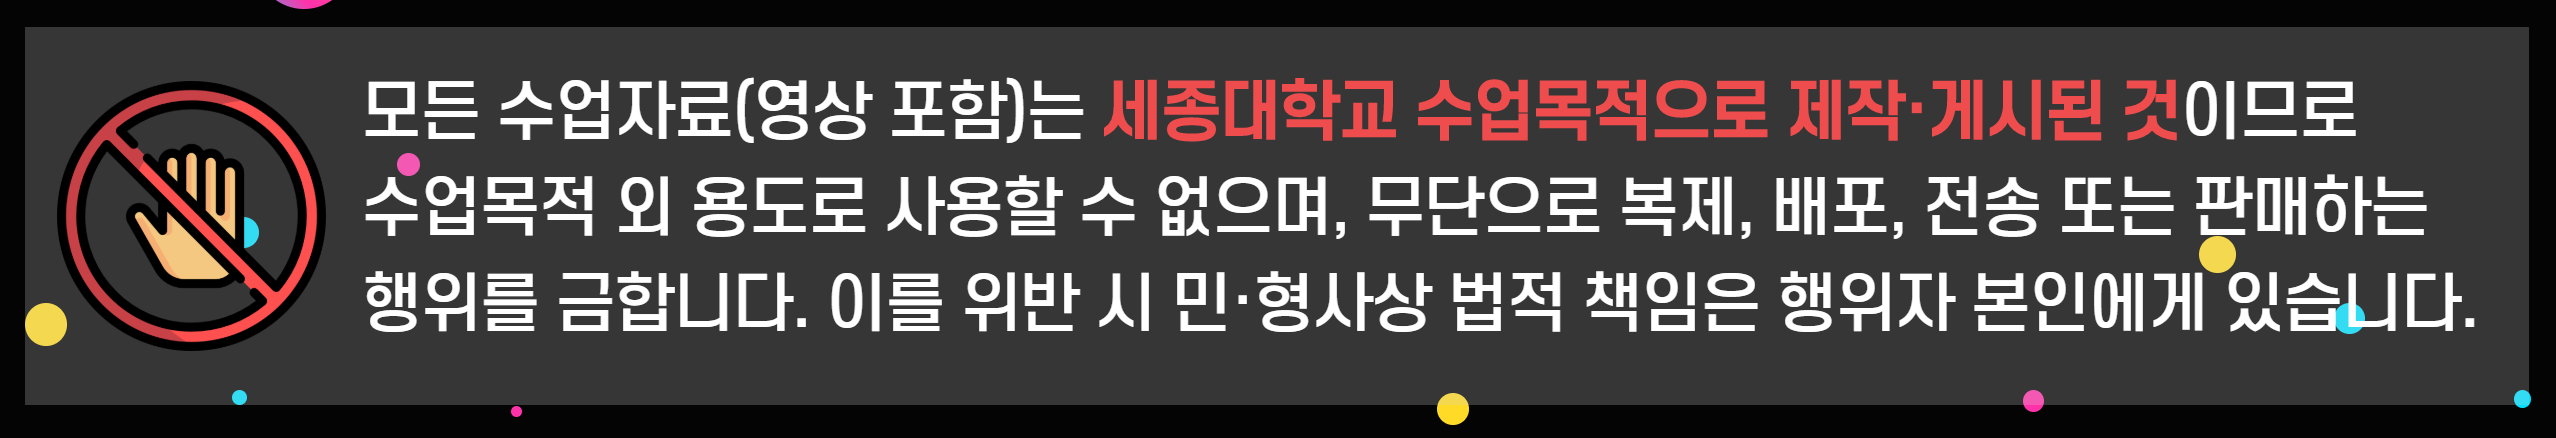 모든 수업자료(영상 포함)는 세종대학교 수업목적으로 제작·게시된 것이므로
수업목적 외 용도로 사용할 수 없으며, 무단으로 복제, 배포, 전송 또는 판매하는
행위를 금합니다. 이를 위반 시 민·형사상 법적 책임은 행위자 본인에게 있습니다.